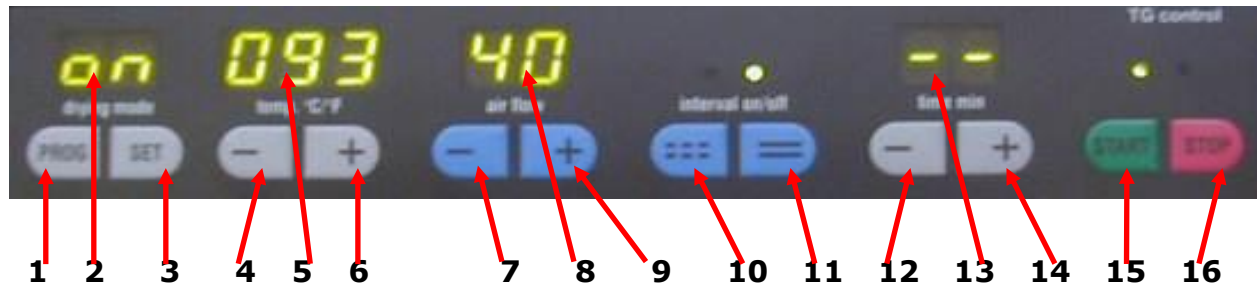 TG control
on 093 40 - -
drying mode temp. °C/°F air flow interval on/off time min
PROG SET - + - + - + START STOP
1 2 3 4 5 6 7 8 9 10 11 12 13 14 15 16